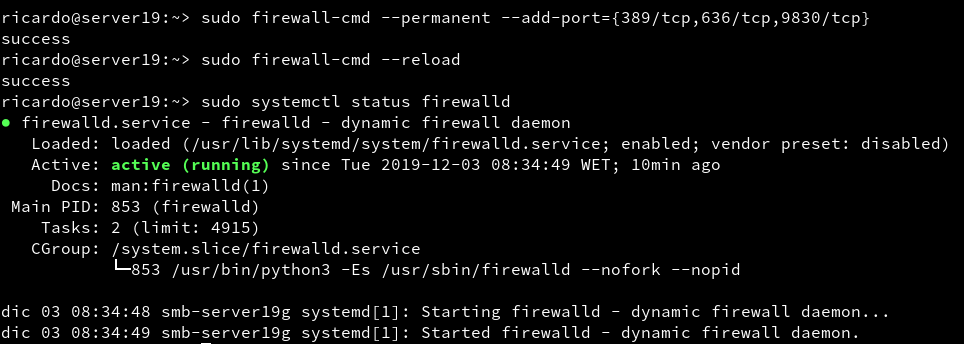 ricardo@server19:~> sudo firewall-cmd --permanent --add-port={389/tcp,636/tcp,9830/tcp}
success
ricardo@server19:~> sudo firewall-cmd --reload
success
ricardo@server19:~> sudo systemctl status firewalld
● firewalld.service - firewalld - dynamic firewall daemon
   Loaded: loaded (/usr/lib/systemd/system/firewalld.service; enabled; vendor preset: disabled)
   Active: active (running) since Tue 2019-12-03 08:34:49 WET; 10min ago
     Docs: man:firewalld(1)
 Main PID: 853 (firewalld)
    Tasks: 2 (limit: 4915)
   CGroup: /system.slice/firewalld.service
           └─853 /usr/bin/python3 -Es /usr/sbin/firewalld --nofork --nopid
dic 03 08:34:48 smb-server19g systemd[1]: Starting firewalld - dynamic firewall daemon...
dic 03 08:34:49 smb-server19g systemd[1]: Started firewalld - dynamic firewall daemon.